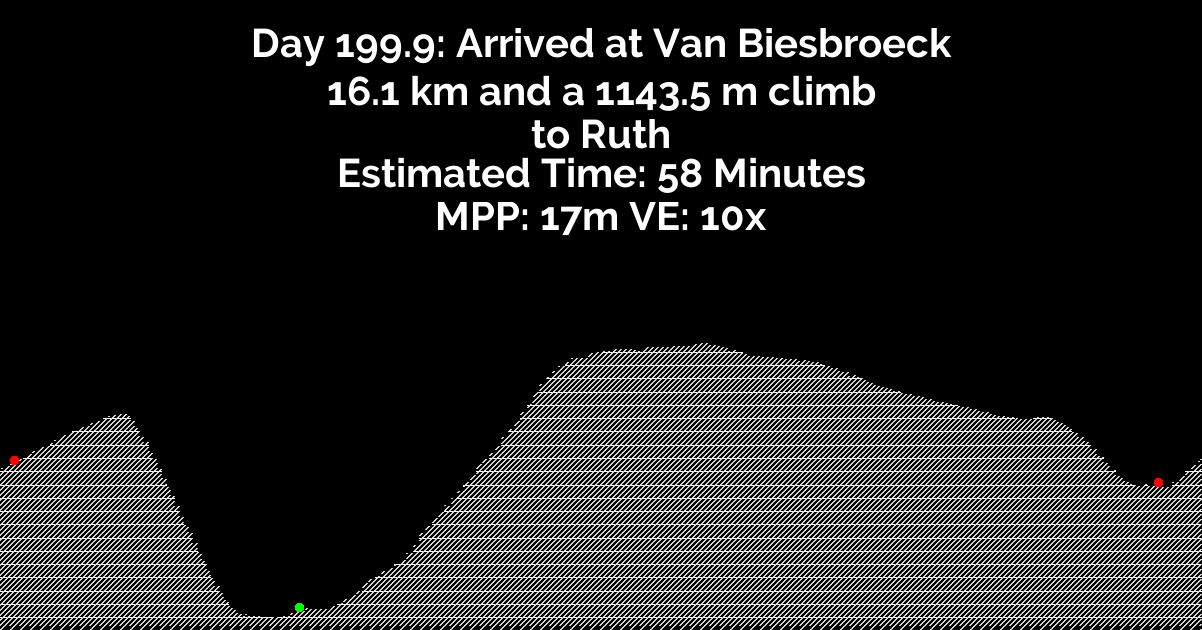 Day 199.9: Arrived at Van Biesbroeck
16.1 km and a 1143.5 m climb
to Ruth
Estimated Time: 58 Minutes
MPP: 17m VE: 10x